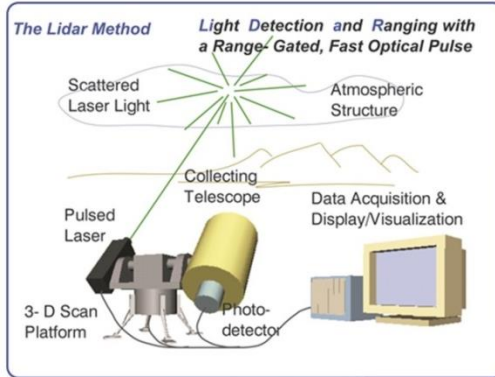 The Lidar Method
Light Detection and Ranging with
a Range- Gated, Fast Optical Pulse
Scattered
Laser Light
Atmospheric
Structure
Collecting
Telescope
Data Acquisition &
Display/Visualization
Pulsed
Laser
3- D Scan
Platform
Photo-
detector